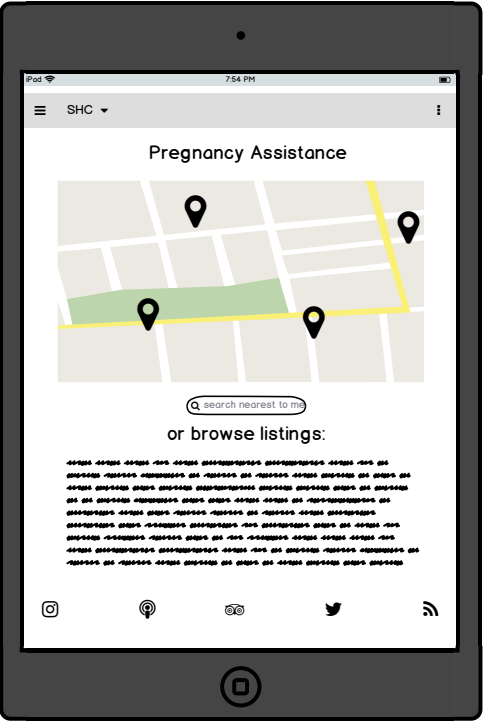 iPad
7:54 PM
SHC
Pregnancy Assistance
search nearest to me
or browse listings: